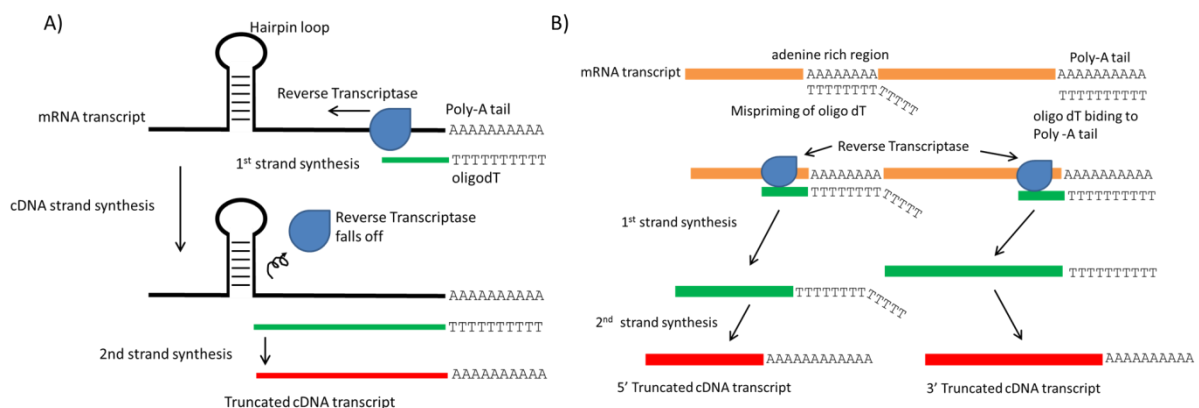 A)
Hairpin loop
Reverse Transcriptase
Poly-A tail
mRNA transcript
AAAAAAAAAA
1st strand synthesis
TTTTTTTTTT
oligodT
cDNA strand synthesis
Reverse Transcriptase
falls off
AAAAAAAAAA
TTTTTTTTTT
2nd strand synthesis
AAAAAAAAAA
Truncated cDNA transcript
B)
adenine rich region
Poly-A tail
mRNA transcript
AAAAAAAA
AAAAAAAAAA
TTTTTTTTTTTTT
TTTTTTTTTT
Mispriming of oligo dT
oligo dT biding to
Poly -A tail
Reverse Transcriptase
AAAAAAAA
AAAAAAAAAA
TTTTTTTTTTTTT
TTTTTTTTTT
1st strand synthesis
TTTTTTTTTT
TTTTTTTTTTTTT
2nd strand synthesis
AAAAAAAAAAAA
AAAAAAAAAA
5’ Truncated cDNA transcript
3’ Truncated cDNA transcript